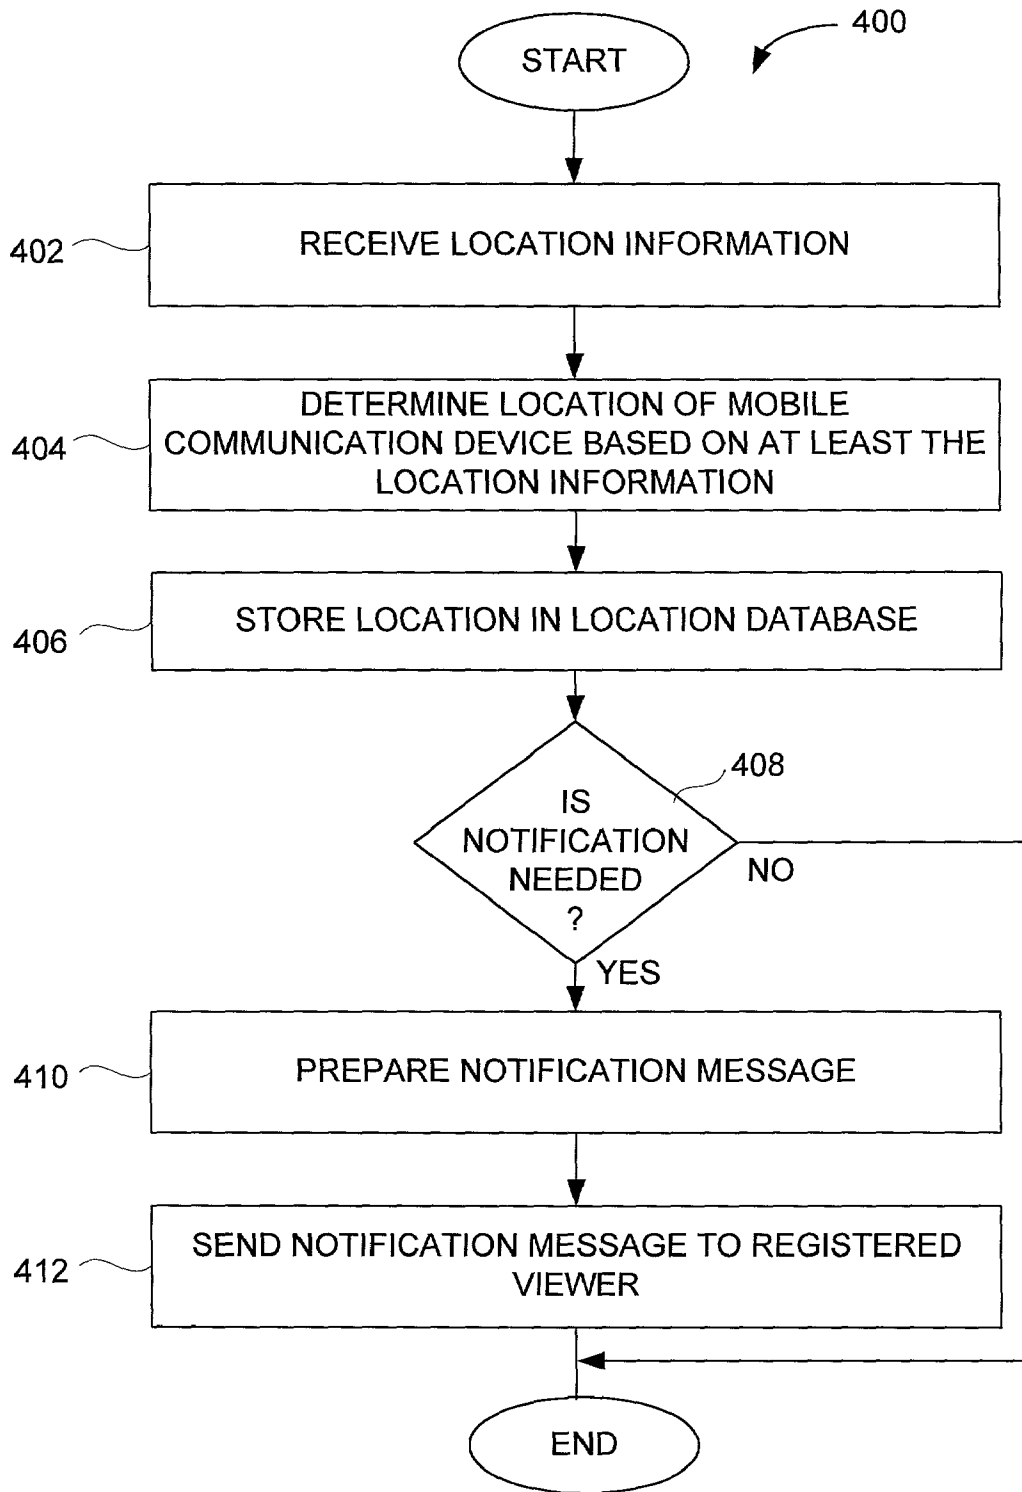 400
START
402
RECEIVE LOCATION INFORMATION
404
DETERMINE LOCATION OF MOBILE
COMMUNICATION DEVICE BASED ON AT LEAST THE
LOCATION INFORMATION
406
STORE LOCATION IN LOCATION DATABASE
408
IS
NOTIFICATION
NEEDED
?
NO
YES
410
PREPARE NOTIFICATION MESSAGE
412
SEND NOTIFICATION MESSAGE TO REGISTERED
VIEWER
END